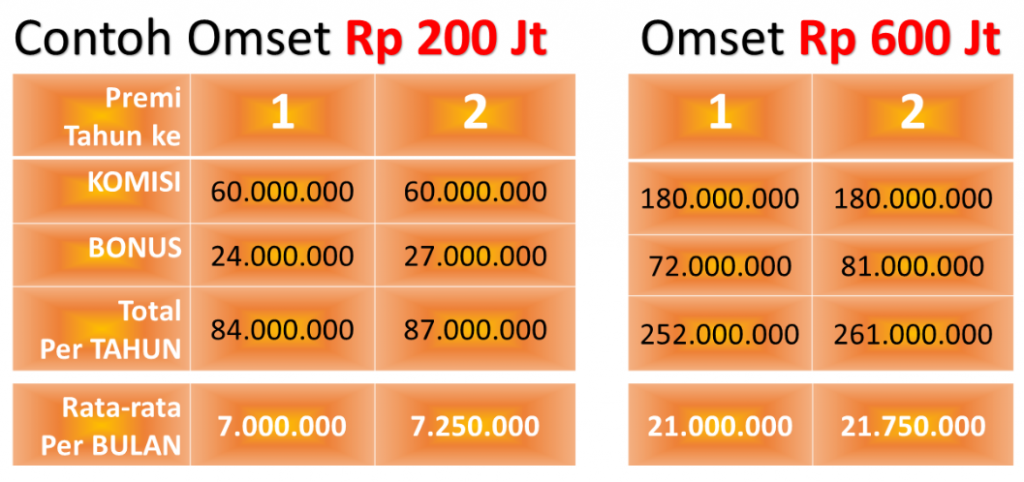 Contoh Omset Rp 200 Jt
Premi
Tahun ke 1 2
KOMISI 60.000.000 60.000.000
BONUS 24.000.000 27.000.000
Total
Per TAHUN 84.000.000 87.000.000
Rata-rata
Per BULAN 7.000.000 7.250.000
Omset Rp 600 Jt
1 2
180.000.000 180.000.000
72.000.000 81.000.000
252.000.000 261.000.000
21.000.000 21.750.000